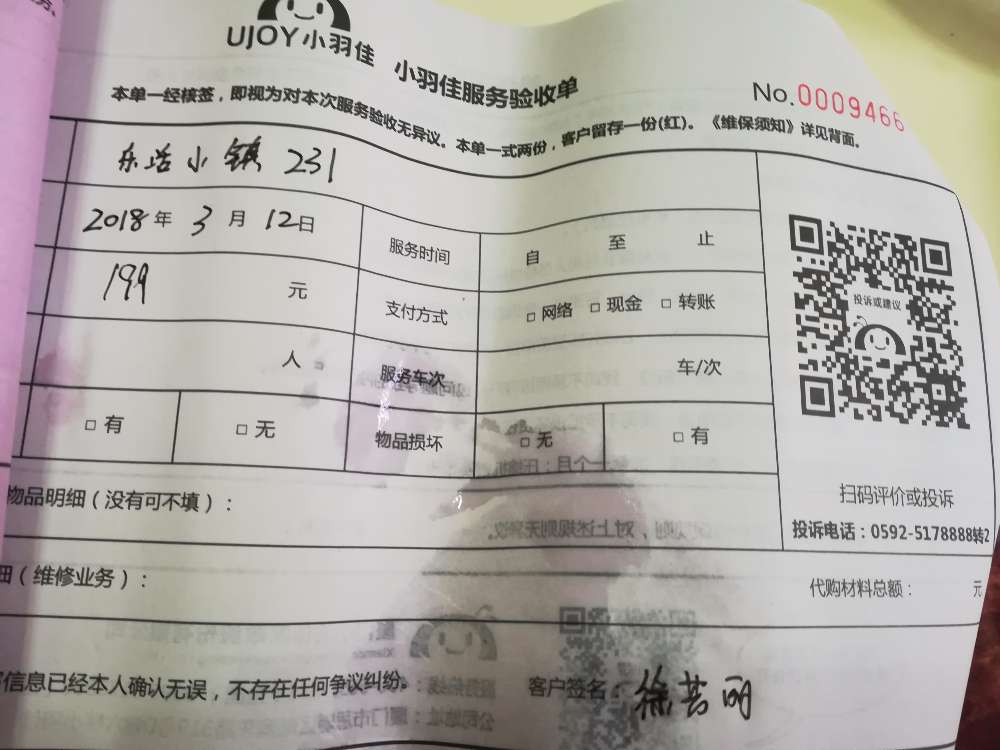 UJOY小羽佳 小羽佳服务验收单
No.0009466
本单一经核签，即视为对本次服务验收无异议。本单一式两份，客户留存一份(红)。《维保须知》详见背面。
小镇 231
2018年3月12日 服务时间 自 至 止
199 元 支付方式 □ 网络 □ 现金 □ 转账
人 服务车次 车/次
□ 有 □ 无 物品损坏 □ 无 □ 有
投诉或建议
扫码评价或投诉
投诉电话：0592-5178888转2
物品明细（没有可不填）：
细（维修业务）： 代购材料总额： 元
信息已经本人确认无误，不存在任何争议纠纷。 客户签名：徐芸丽